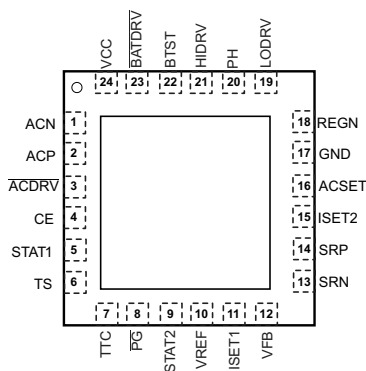 VCC
BATDRV
BTST
HIDRV
PH
LODRV
24
23
22
21
20
19
ACN 1
ACP 2
ACDRV 3
CE 4
STAT1 5
TS 6
18 REGN
17 GND
16 ACSET
15 ISET2
14 SRP
13 SRN
7
8
9
10
11
12
TTC
PG
STAT2
VREF
ISET1
VFB